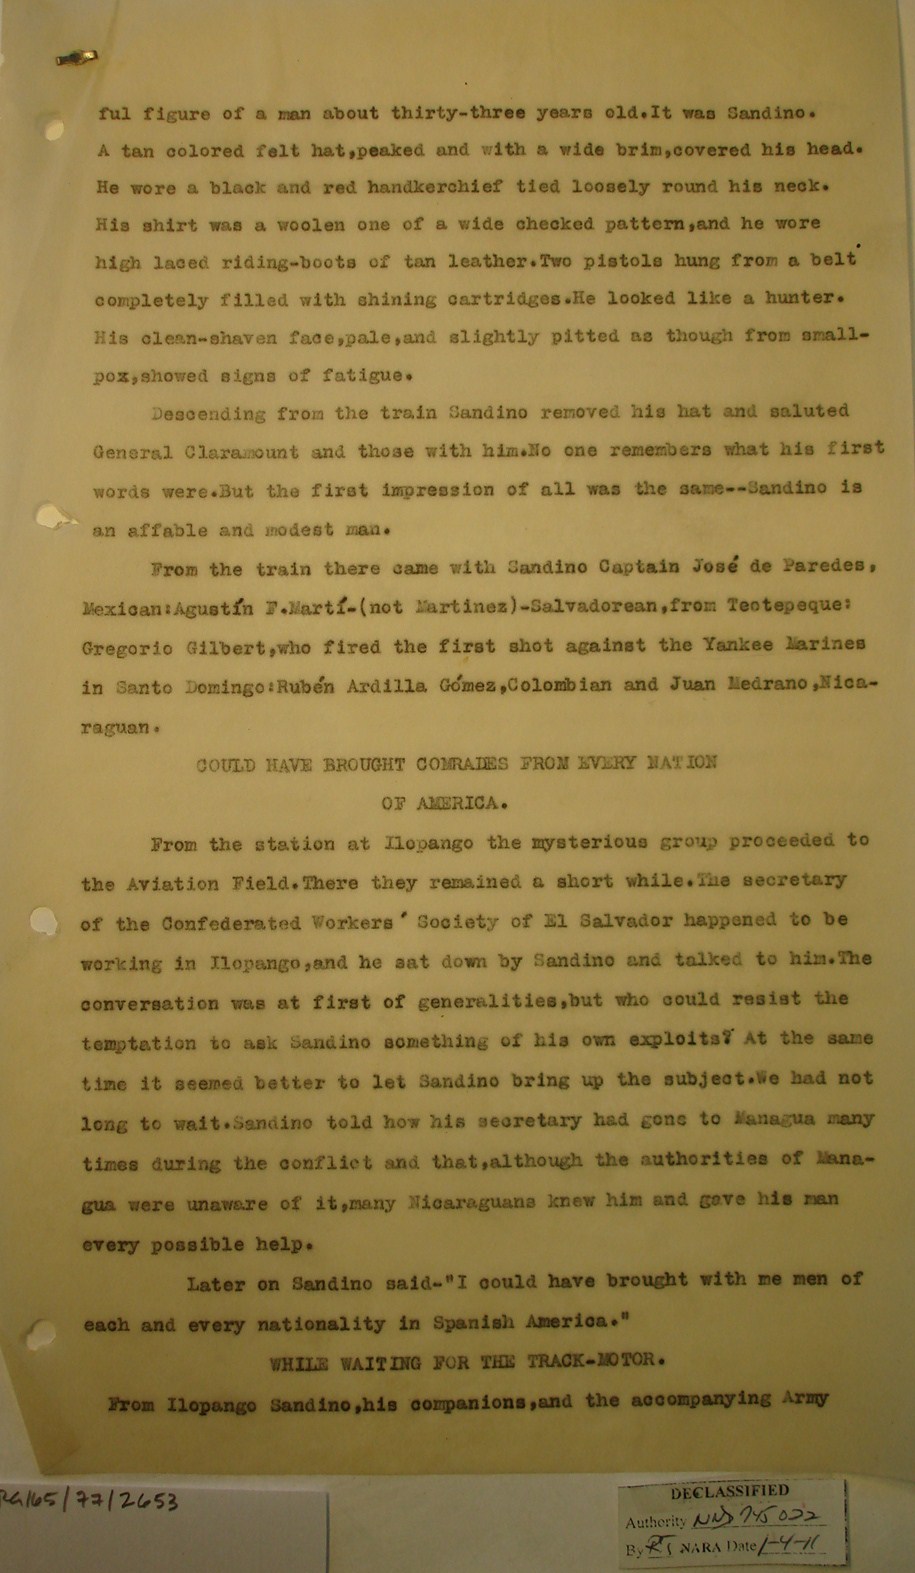 ful figure of a man about thirty-three years old.It was Sandino.
A tan colored felt hat,peaked and with a wide brim,covered his head.
He wore a black and red handkerchief tied loosely round his neck.
His shirt was a woolen one of a wide checked pattern,and he wore
high laced riding-boots of tan leather.Two pistols hung from a belt
completely filled with shining cartridges.He looked like a hunter.
His clean-shaven face,pale,and slightly pitted as though from small-
pox,showed signs of fatigue.
Descending from the train Sandino removed his hat and saluted
General Claramount and those with him.No one remembers what his first
words were.But the first impression of all was the same--Sandino is
an affable and modest man.
From the train there came with Sandino Captain José de Paredes,
Mexican:Agustín F.Martí-(not Martinez)-Salvadorean,from Teotepeque:
Gregorio Gilbert,who fired the first shot against the Yankee Marines
in Santo Domingo:Rubén Ardilla Gómez,Colombian and Juan Medrano,Nica-
raguan.
COULD HAVE BROUGHT COMRADES FROM EVERY NATION
OF AMERICA.
From the station at Ilopango the mysterious group proceeded to
the Aviation Field.There they remained a short while.The secretary
of the Confederated Workers' Society of El Salvador happened to be
working in Ilopango,and he sat down by Sandino and talked to him.The
conversation was at first of generalities,but who could resist the
temptation to ask Sandino something of his own exploits? At the same
time it seemed better to let Sandino bring up the subject.We had not
long to wait.Sandino told how his secretary had gone to Managua many
times during the conflict and that,although the authorities of Mana-
gua were unaware of it,many Nicaraguans knew him and gave his man
every possible help.
Later on Sandino said-"I could have brought with me men of
each and every nationality in Spanish America."
WHILE WAITING FOR THE TRACK-MOTOR.
From Ilopango Sandino,his companions,and the accompanying Army
RG165/77/2653
DECLASSIFIED
Authority NND 745022
By RT NARA Date 1-4-11